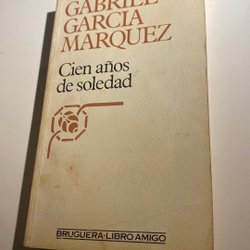 GABRIEL
GARCIA
MARQUEZ
Cien años
de soledad
BRUGUERA-LIBRO AMIGO